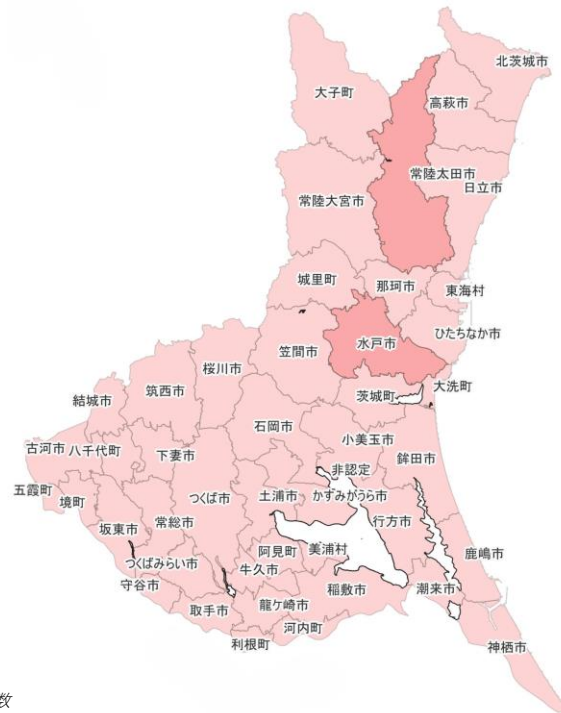 北茨城市
大子町
高萩市
常陸太田市
日立市
常陸大宮市
城里町
那珂市
東海村
ひたちなか市
水戸市
笠間市
桜川市
大洗町
茨城町
筑西市
結城市
石岡市
小美玉市
古河市
八千代町
下妻市
鉾田市
非認定
五霞町
境町
つくば市
土浦市
かすみがうら市
坂東市
常総市
行方市
阿見町
美浦村
鹿嶋市
つくばみらい市
牛久市
守谷市
稲敷市
潮来市
取手市
龍ケ崎市
河内町
利根町
神栖市
数